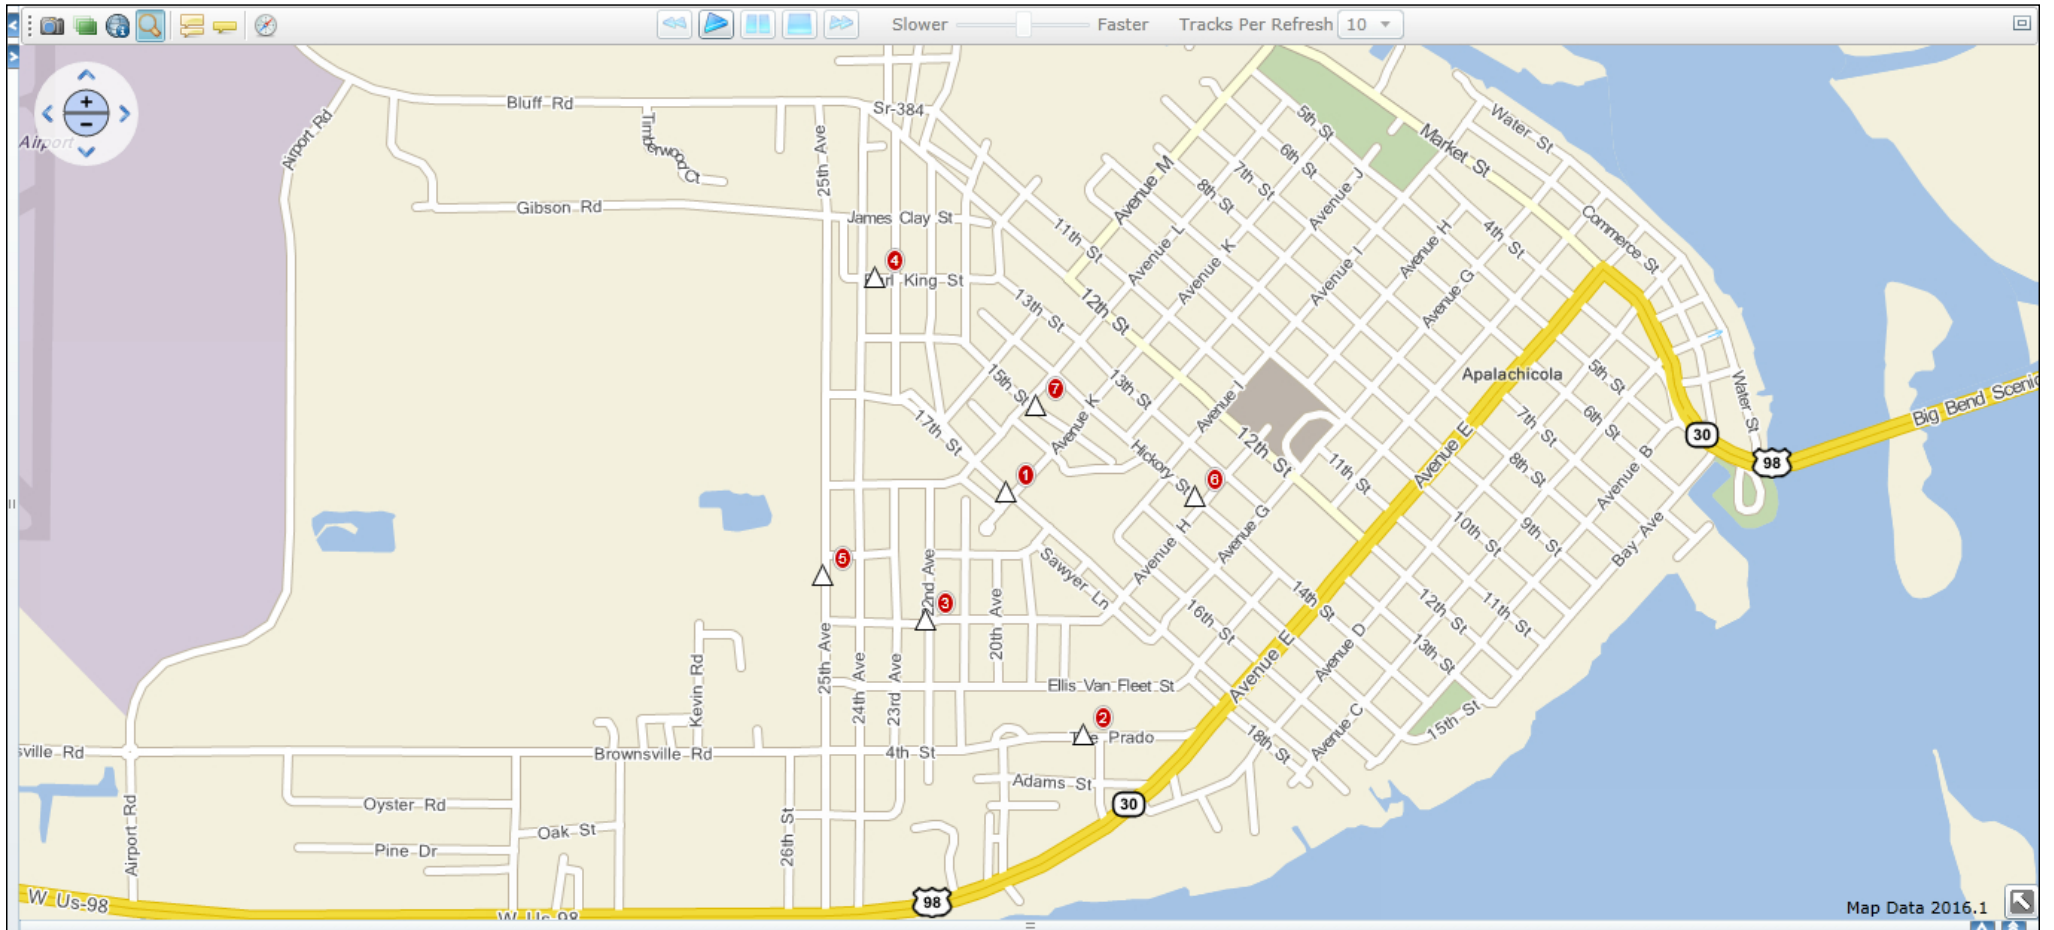 Slower
Faster
Tracks Per Refresh
10
Airport
Airport Rd
Bluff Rd
Timberwood Ct
Sr-384
25th Ave
Gibson Rd
James Clay St
4
King St
5th St
6th St
7th St
8th St
Market St
Water St
Commerce St
4th St
Avenue M
Avenue L
Avenue K
Avenue J
Avenue I
Avenue H
Avenue G
11th St
12th St
13th St
13th St
15th St
7
17th St
Avenue K
Avenue I
12th St
Hickory St
11th St
Apalachicola
5th St
6th St
7th St
8th St
Avenue E
Avenue B
Water St
30
98
Big Bend Scenic
1
6
5
3
22nd Ave
20th Ave
Sawyer Ln
Avenue H
Avenue G
10th St
9th St
Bay Ave
14th St
12th St
11th St
13th St
16th St
Avenue E
Avenue D
Avenue C
15th St
18th St
25th Ave
24th Ave
23rd Ave
Kevin Rd
Ellis Van Fleet St
2
Prado
sville Rd
Brownsville Rd
4th St
Adams St
30
Oyster Rd
Oak St
Pine Dr
Airport Rd
26th St
W Us-98
W Us-98
98
Map Data 2016.1